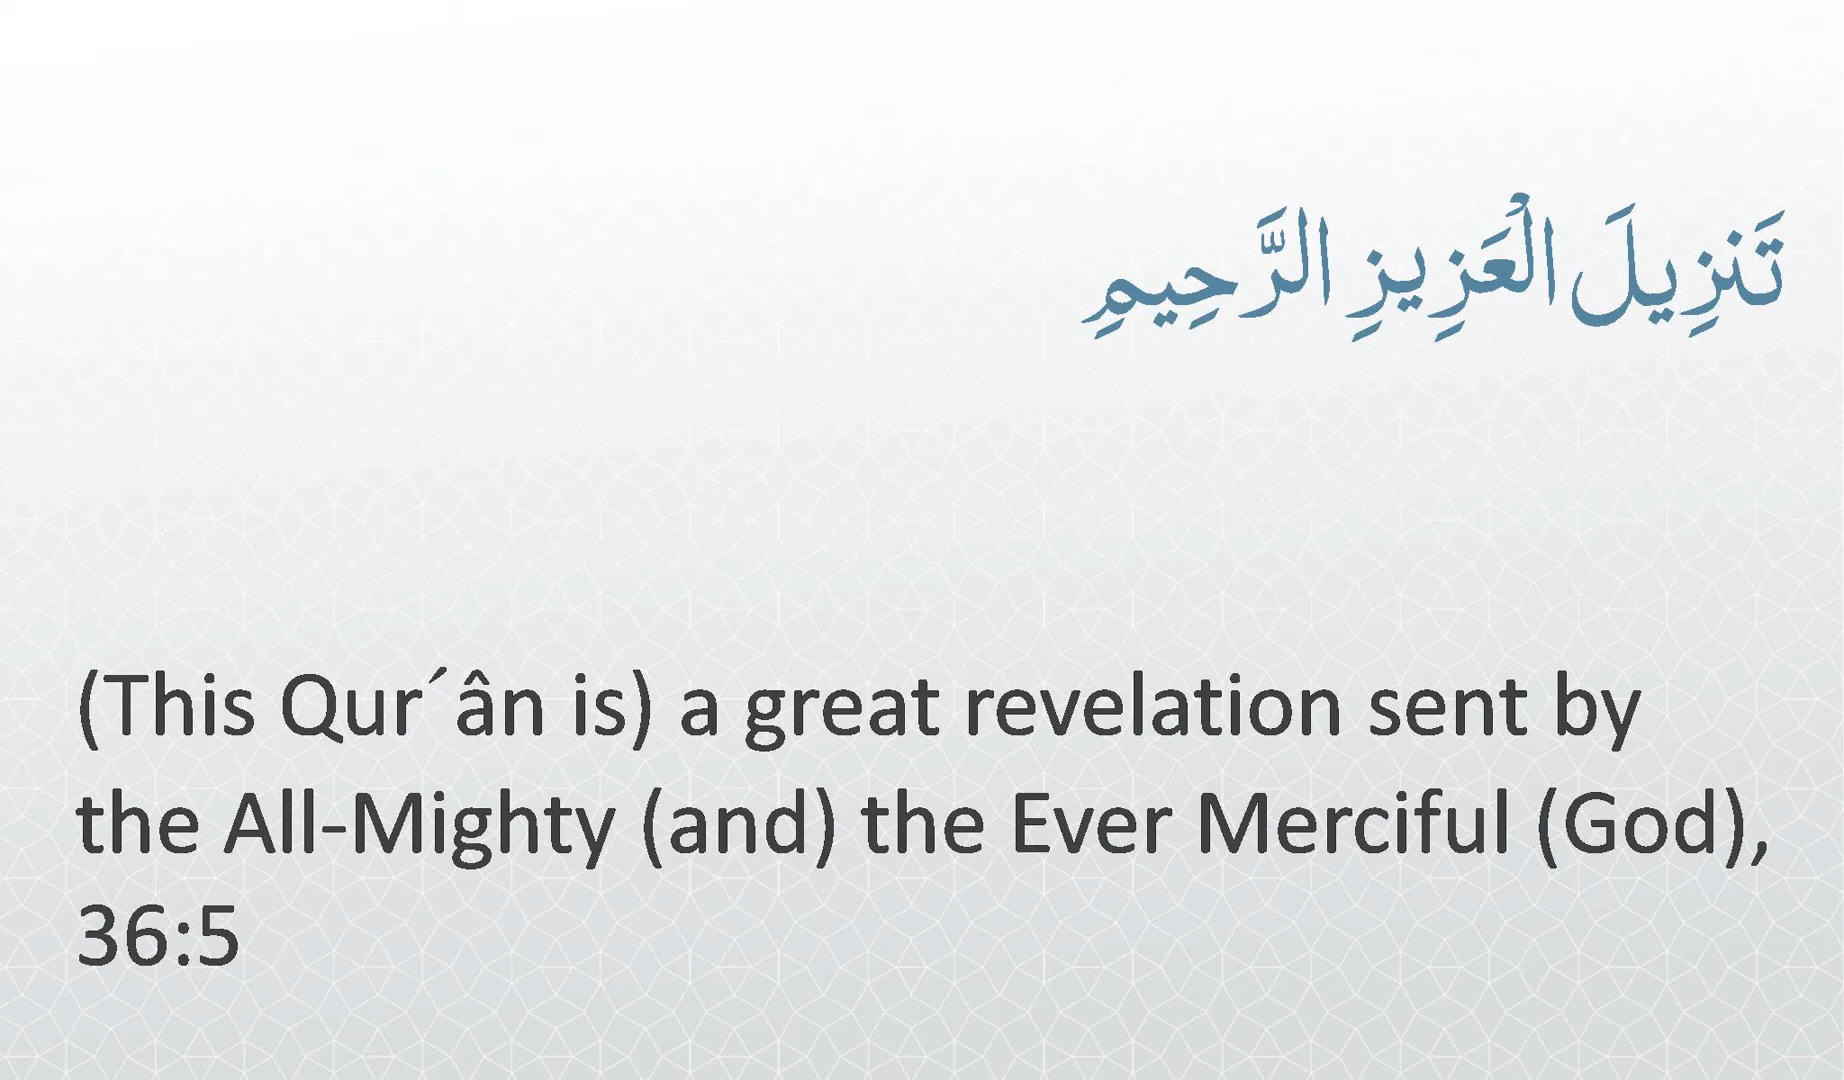 تَنزِيلَ الْعَزِيزِ الرَّحِيمِ
(This Qur´ân is) a great revelation sent by
the All-Mighty (and) the Ever Merciful (God),
36:5